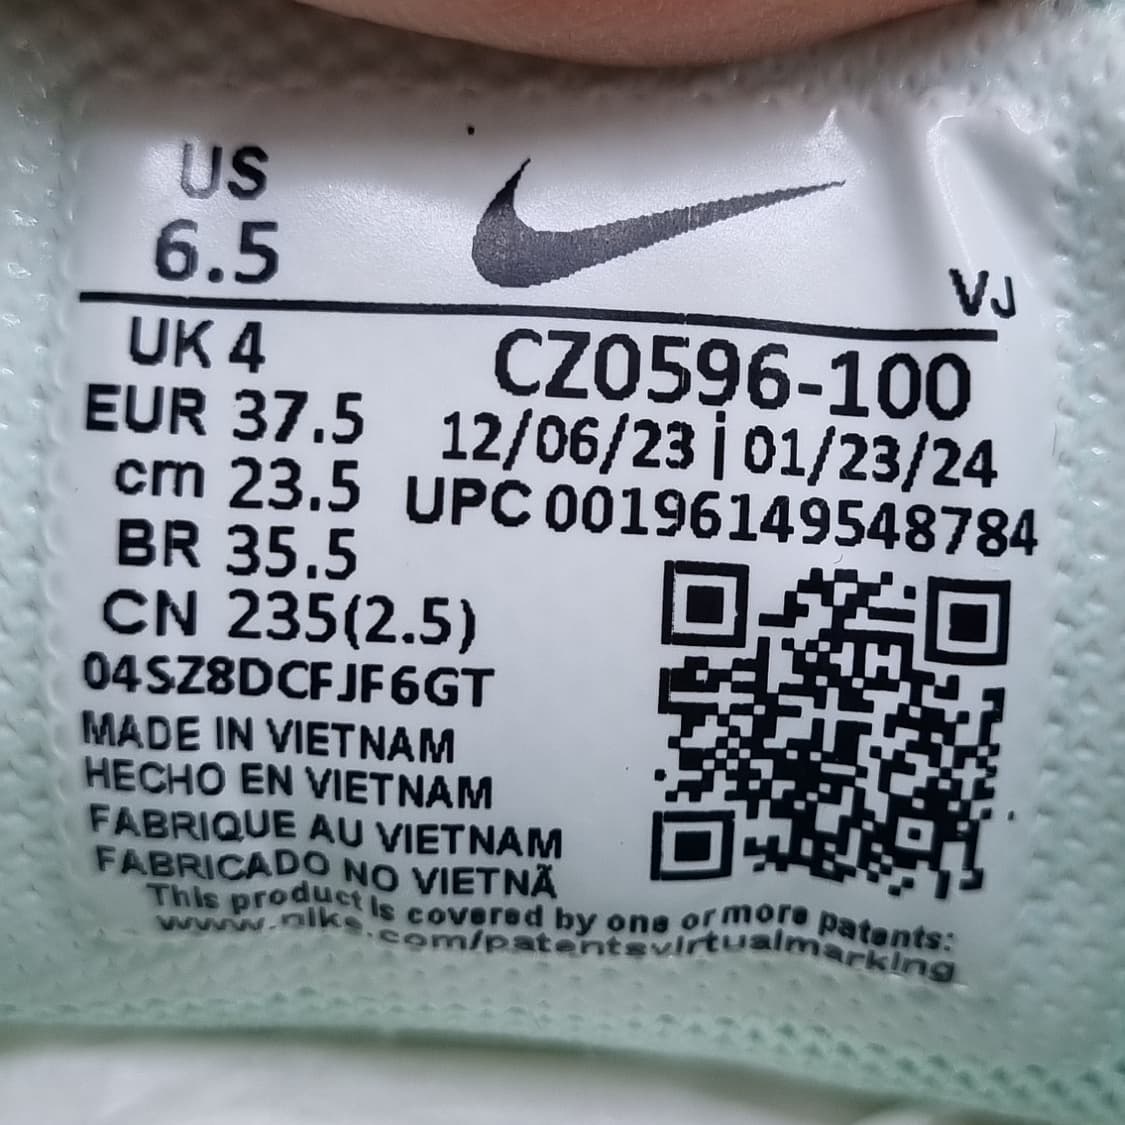 US
6.5
VJ
UK 4
EUR 37.5
cm 23.5
BR 35.5
CN 235(2.5)
04SZ8DCFJF6GT
CZ0596-100
12/06/23 | 01/23/24
UPC 00196149548784
MADE IN VIETNAM
HECHO EN VIETNAM
FABRIQUE AU VIETNAM
FABRICADO NO VIETNÃ
This product is covered by one or more patents:
www.nike.com/patentsvirtualmarking